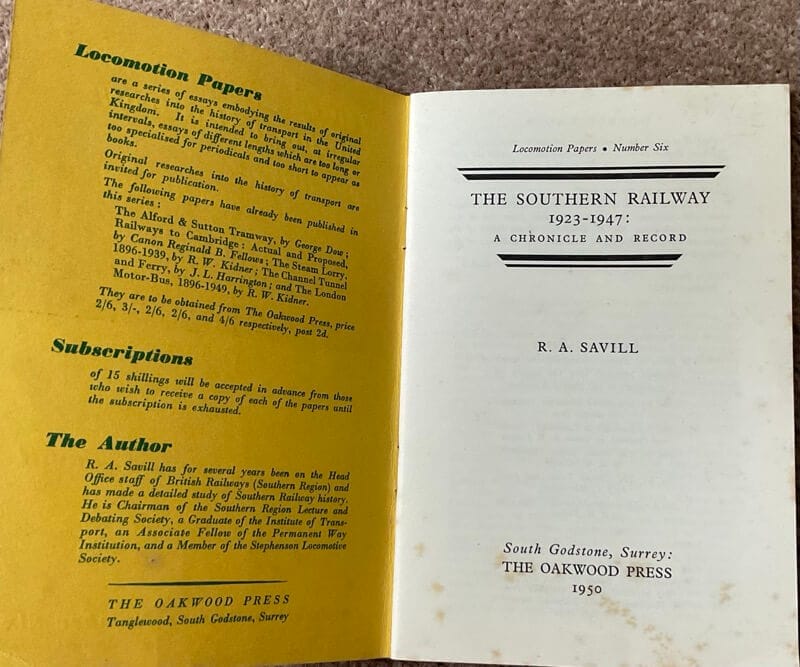 Locomotion Papers
are a series of essays embodying the results of original
researches into the history of transport in the United
Kingdom. It is intended to bring out, at irregular
intervals, essays of different lengths which are too long or
too specialised for periodicals and too short to appear as
books.
Original researches into the history of transport are
invited for publication.
The following papers have already been published in
this series:
The Alford & Sutton Tramway, by George Dow;
Railways to Cambridge: Actual and Proposed,
by Canon Reginald B. Fellows; The Steam Lorry,
1896-1939, by R. W. Kidner; The Channel Tunnel
and Ferry, by J. L. Harrington; and The London
Motor-Bus, 1896-1949, by R. W. Kidner.
They are to be obtained from The Oakwood Press, price
2/6, 3/-, 2/6, 2/6, and 4/6 respectively, post 2d.
Subscriptions
of 15 shillings will be accepted in advance from those
who wish to receive a copy of each of the papers until
the subscription is exhausted.
The Author
R. A. Savill has for several years been on the Head
Office staff of British Railways (Southern Region) and
has made a detailed study of Southern Railway history.
He is Chairman of the Southern Region Lecture and
Debating Society, a Graduate of the Institute of Trans-
port, an Associate Fellow of the Permanent Way
Institution, and a Member of the Stephenson Locomotive
Society.
THE OAKWOOD PRESS
Tanglewood, South Godstone, Surrey
Locomotion Papers • Number Six
THE SOUTHERN RAILWAY
1923-1947:
A CHRONICLE AND RECORD
R. A. SAVILL
South Godstone, Surrey:
THE OAKWOOD PRESS
1950